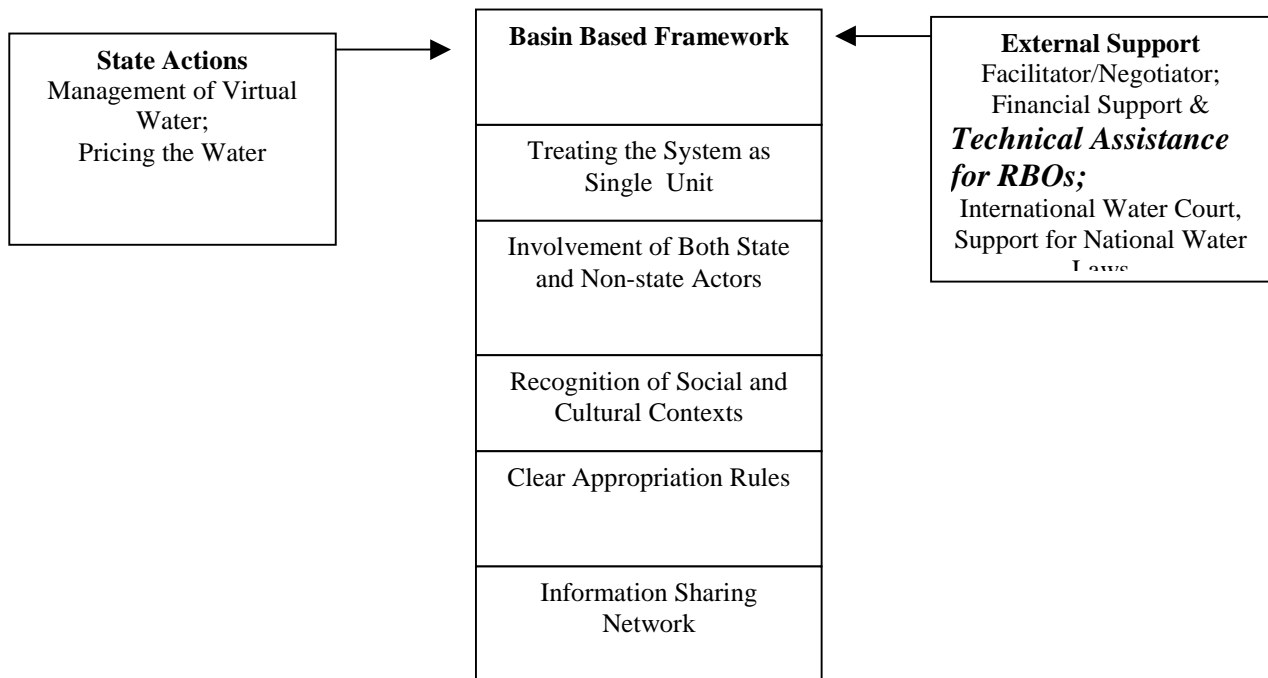 State Actions
Management of Virtual
Water;
Pricing the Water
Basin Based Framework
Treating the System as
Single Unit
Involvement of Both State
and Non-state Actors
Recognition of Social and
Cultural Contexts
Clear Appropriation Rules
Information Sharing
Network
External Support
Facilitator/Negotiator;
Financial Support &
Technical Assistance
for RBOs;
International Water Court,
Support for National Water
Laws